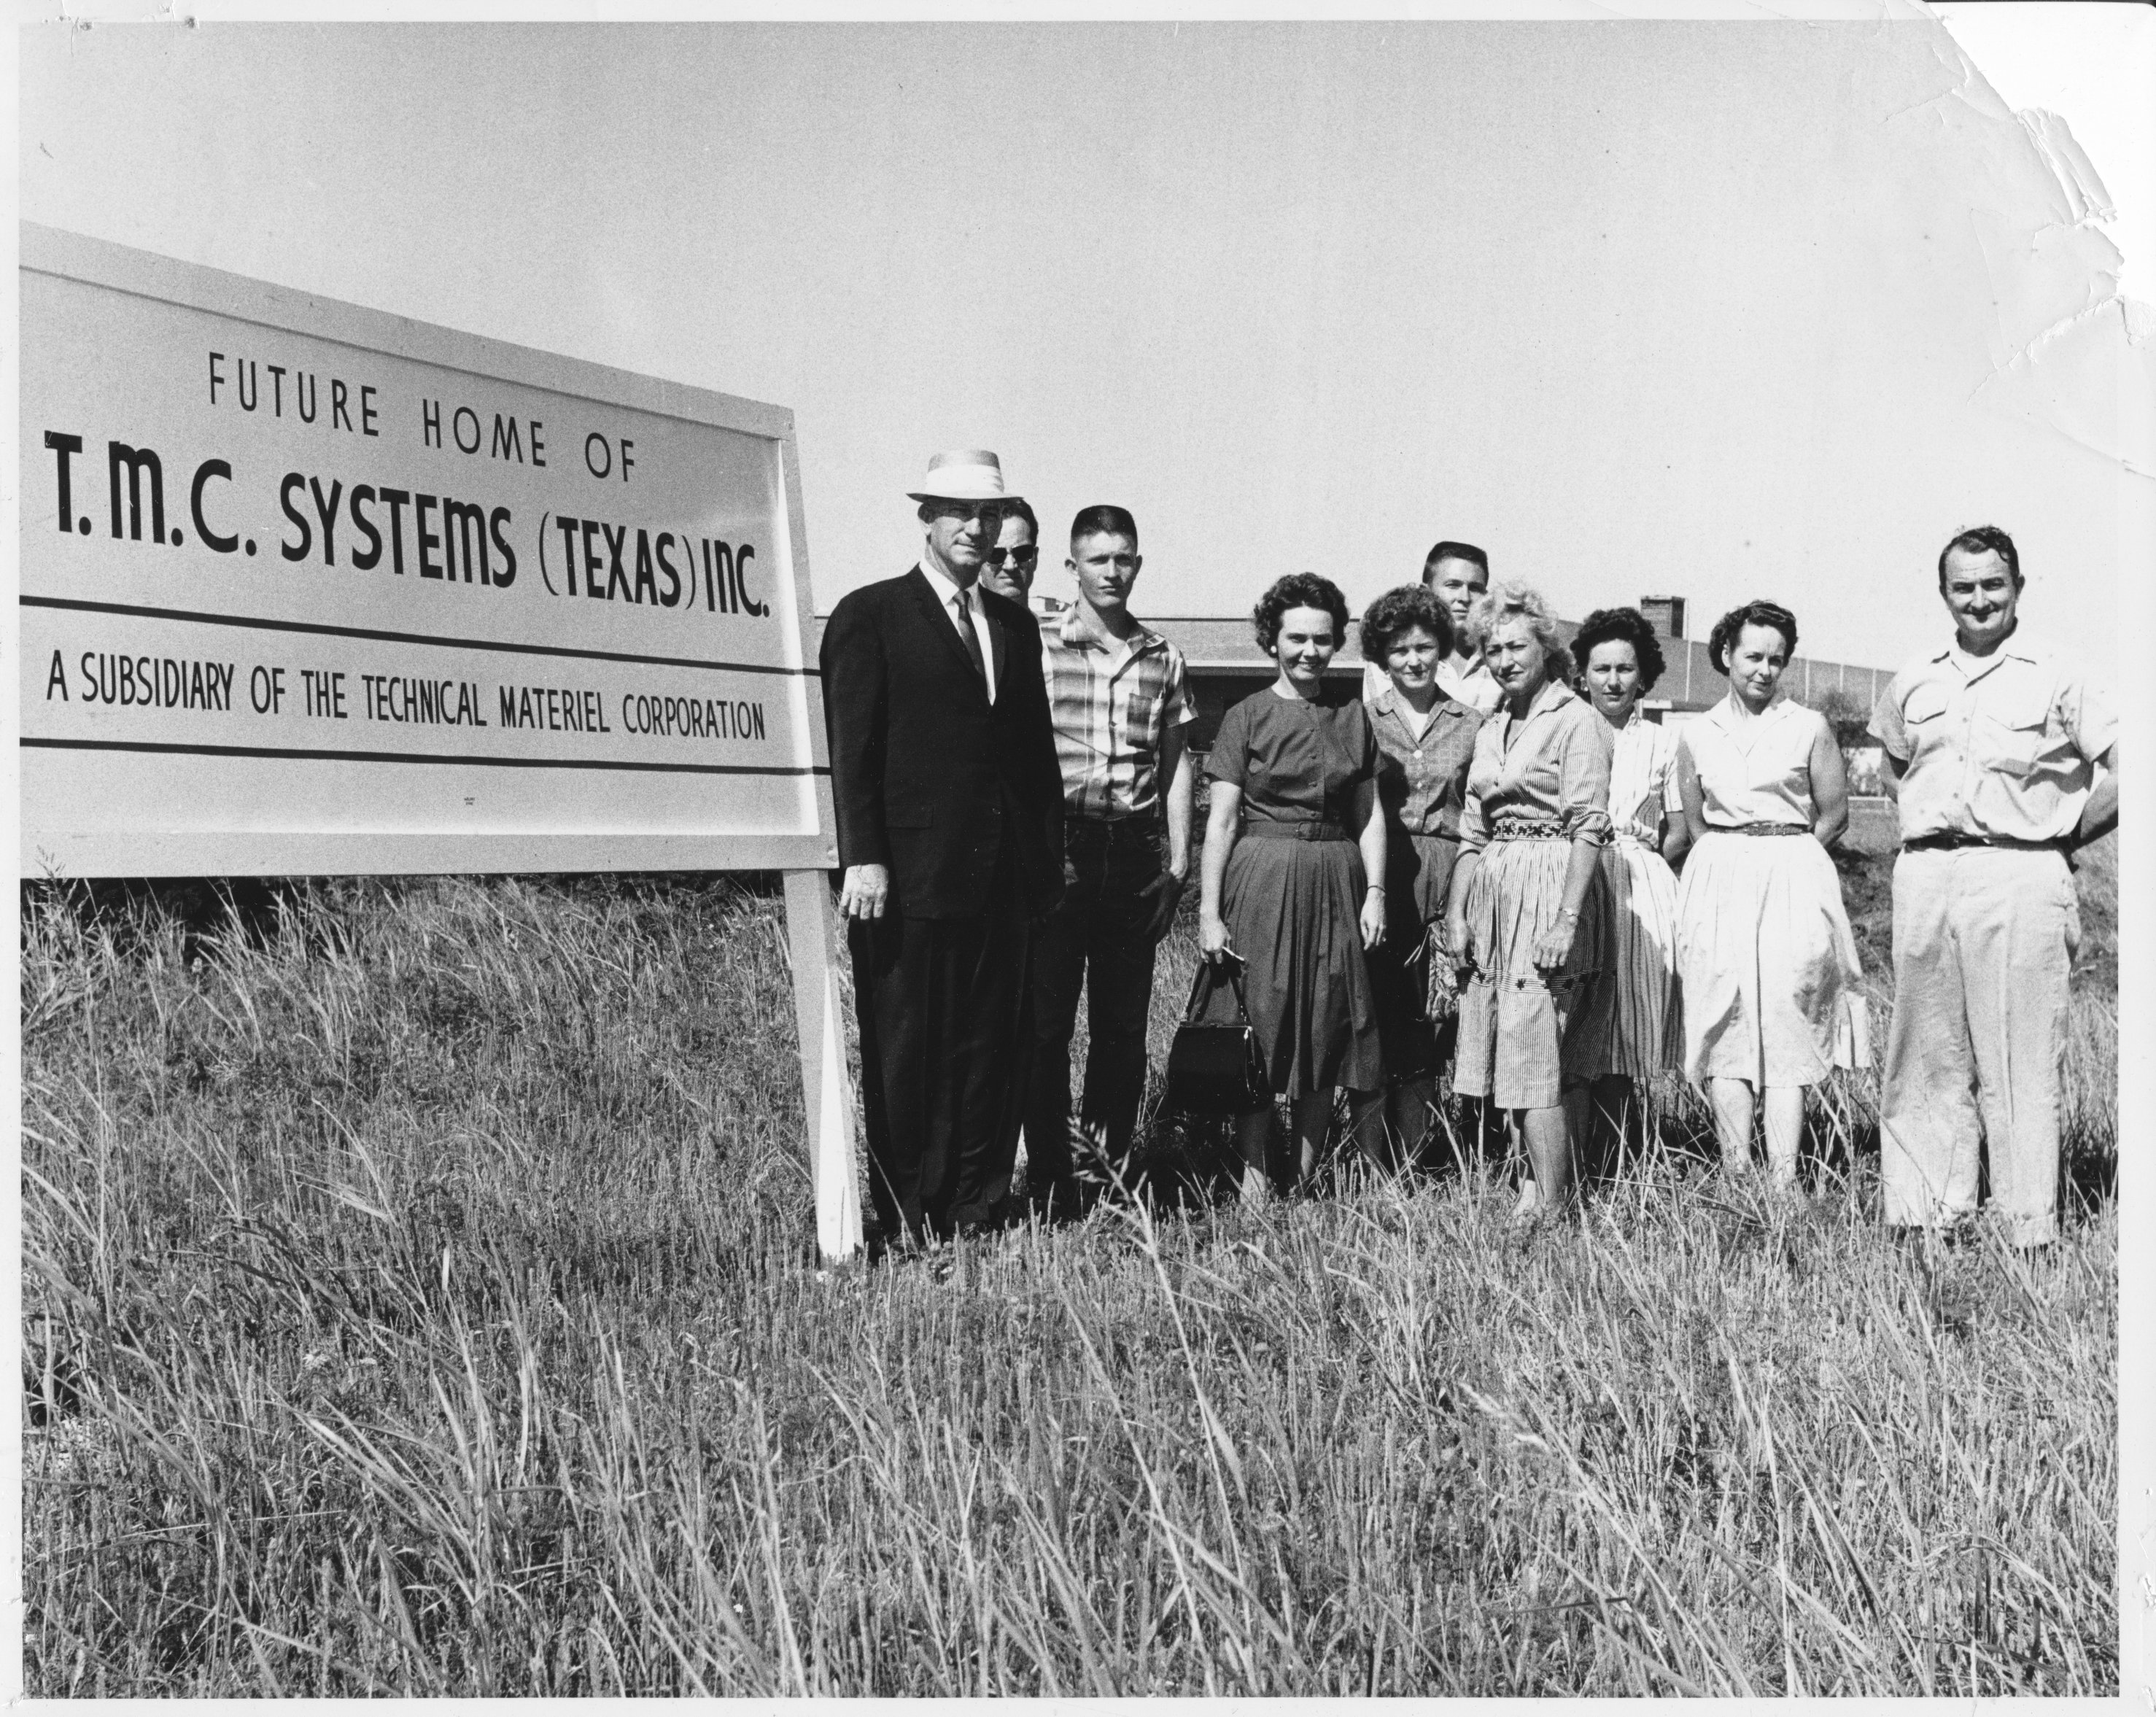 FUTURE HOME OF
T.M.C. SYSTEMS (TEXAS) INC.
A SUBSIDIARY OF THE TECHNICAL MATERIEL CORPORATION